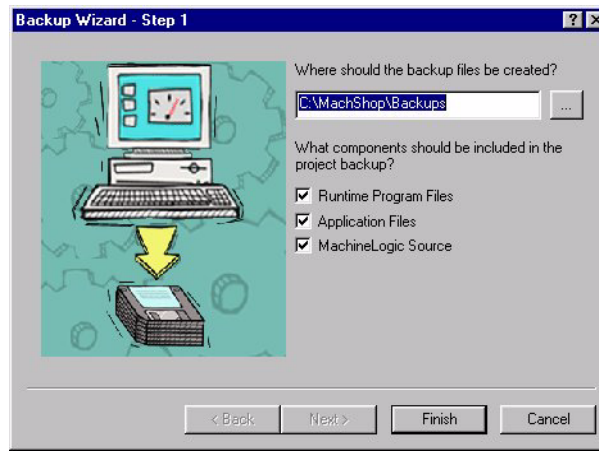 Backup Wizard - Step 1
? ×
Where should the backup files be created?
C:\MachShop\Backups
...
What components should be included in the
project backup?
Runtime Program Files
Application Files
MachineLogic Source
< Back Next > Finish Cancel